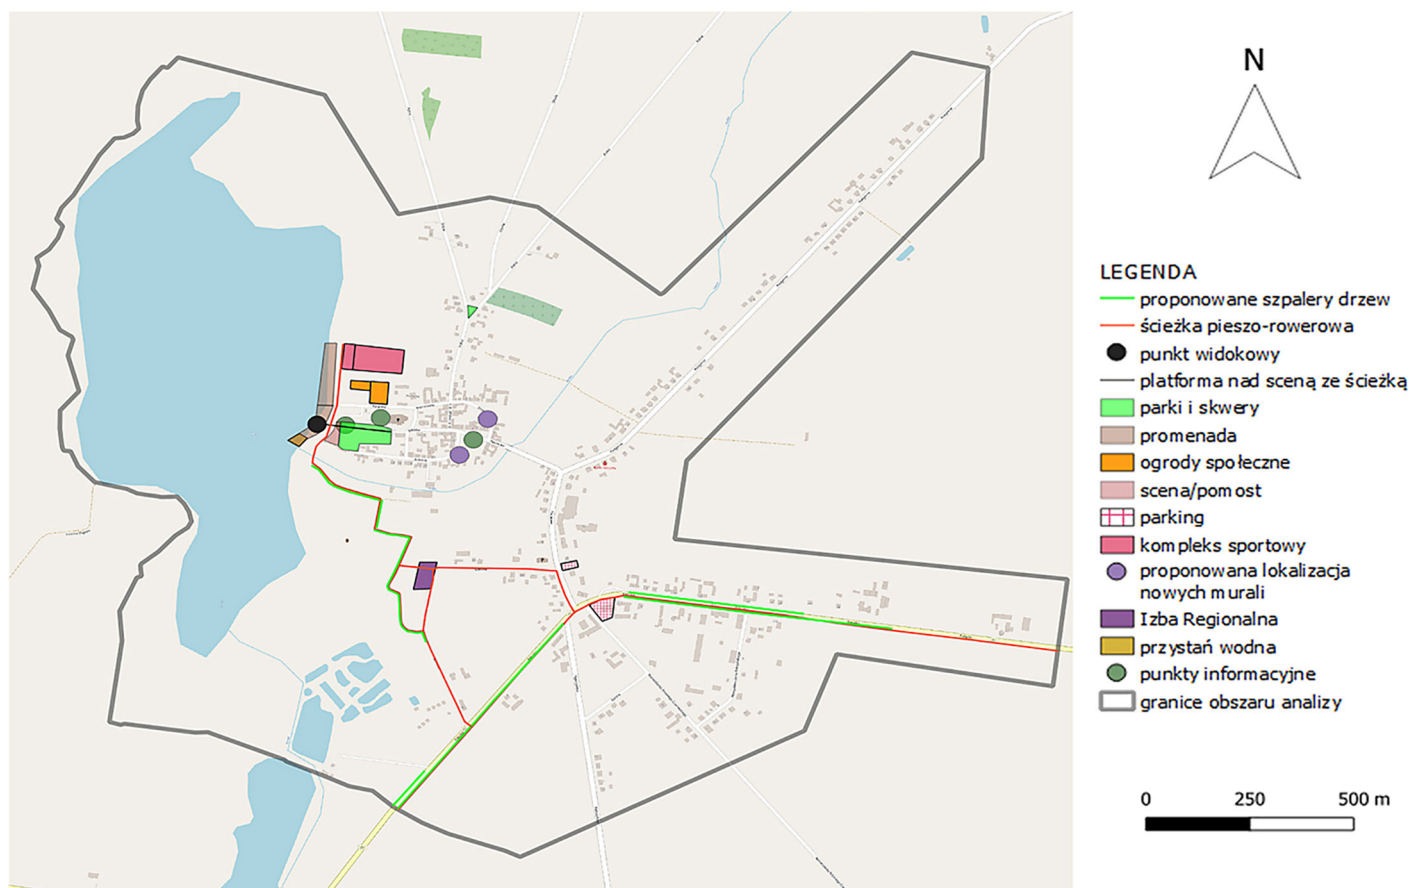 N
LEGENDA
proponowane szpalery drzew
ścieżka pieszo-rowerowa
punkt widokowy
platforma nad sceną ze ścieżką
parki i skwery
promenada
ogrody społeczne
scena/pomost
parking
kompleks sportowy
proponowana lokalizacja
nowych murali
Izba Regionalna
przystań wodna
punkty informacyjne
granice obszaru analizy
0 250 500 m